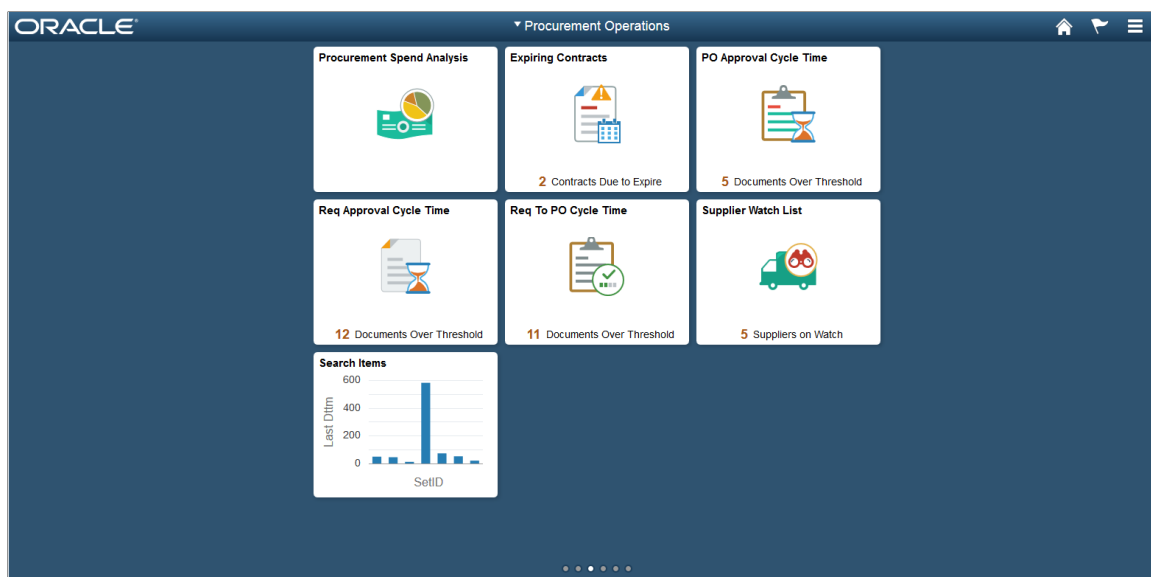 ORACLE
Procurement Operations
Procurement Spend Analysis
Expiring Contracts
2 Contracts Due to Expire
PO Approval Cycle Time
5 Documents Over Threshold
Req Approval Cycle Time
12 Documents Over Threshold
Req To PO Cycle Time
11 Documents Over Threshold
Supplier Watch List
5 Suppliers on Watch
Search Items
600
400
200
0
Last Dttm
SetID